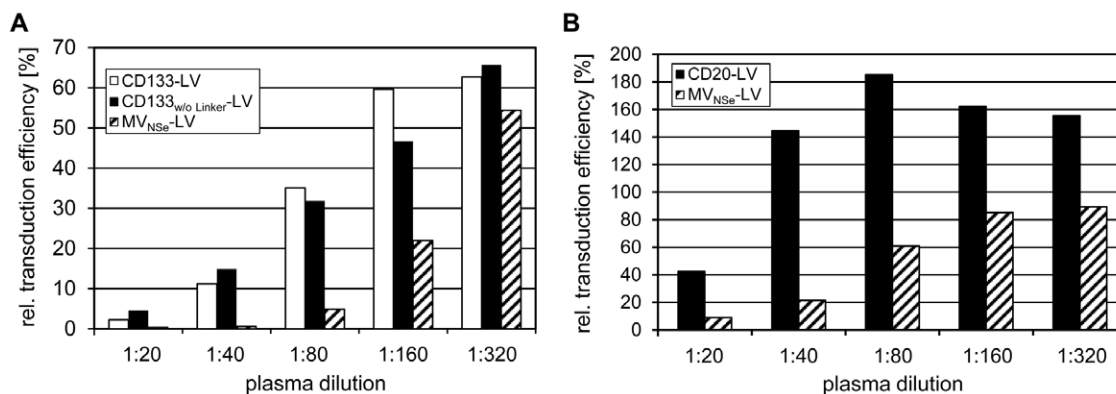 A
rel. transduction efficiency [%]
70
60
50
40
30
20
10
0
CD133-LV
CD133w/o Linker-LV
MVNSe-LV
1:20 1:40 1:80 1:160 1:320
plasma dilution
B
rel. transduction efficiency [%]
200
180
160
140
120
100
80
60
40
20
0
CD20-LV
MVNSe-LV
1:20 1:40 1:80 1:160 1:320
plasma dilution